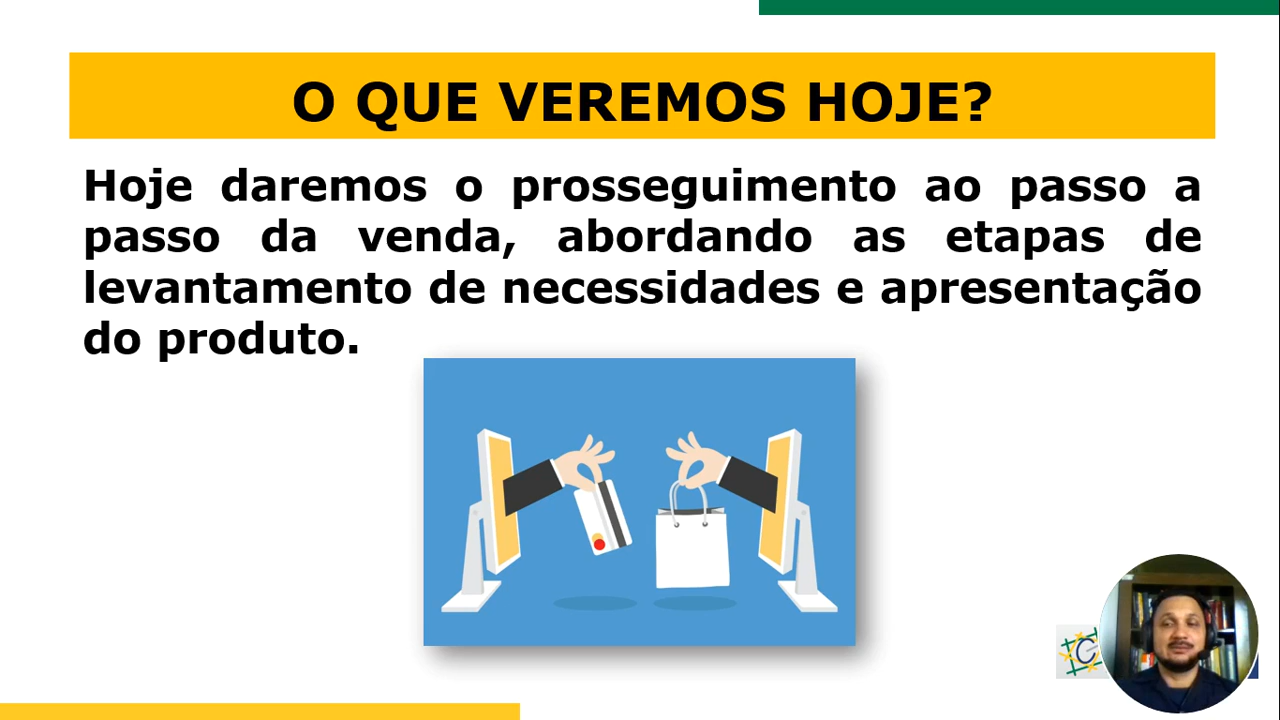 O QUE VEREMOS HOJE?
Hoje daremos o prosseguimento ao passo a
passo da venda, abordando as etapas de
levantamento de necessidades e apresentação
do produto.